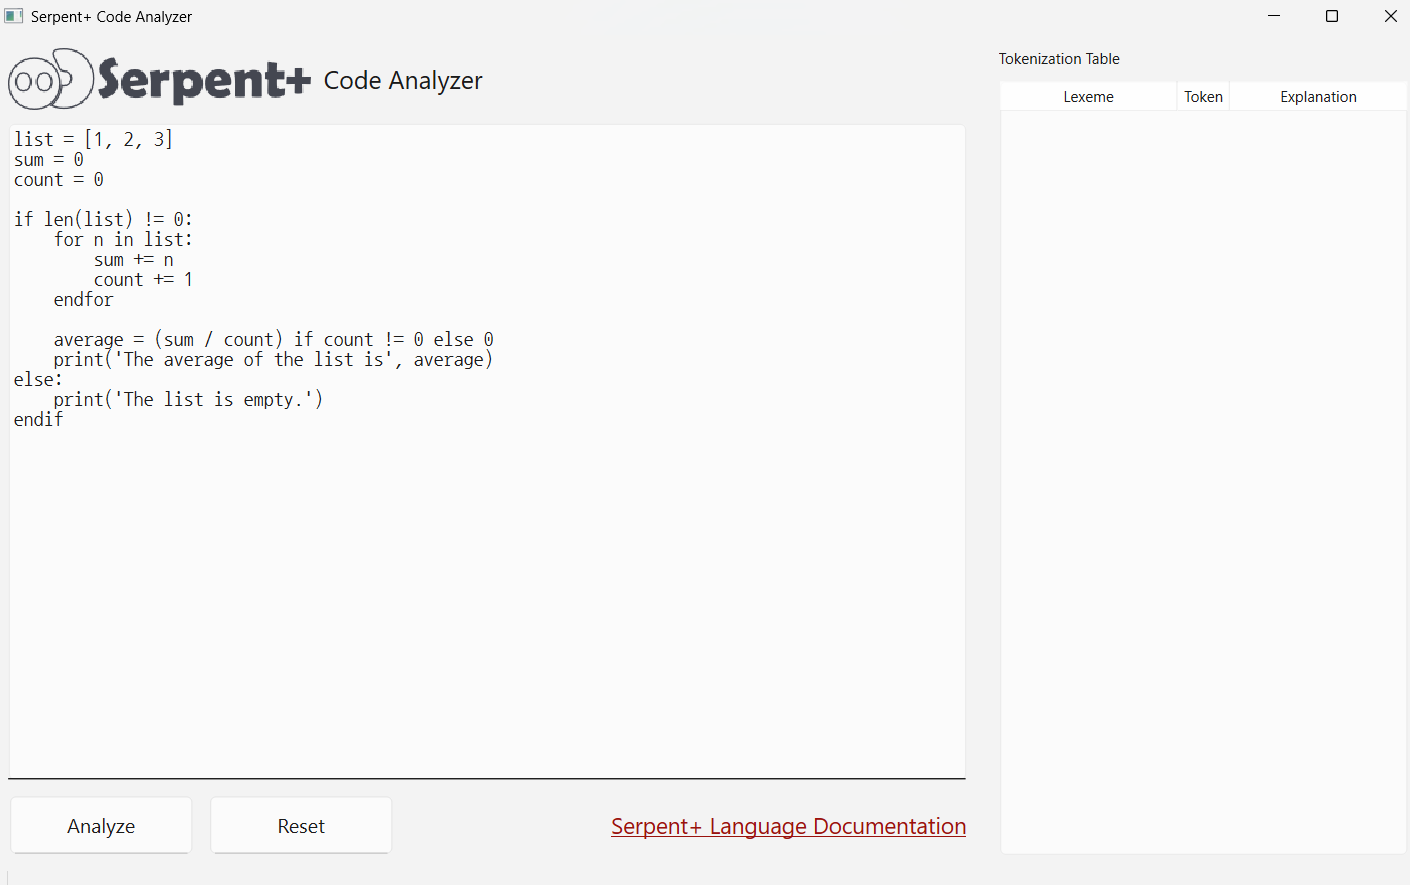 Serpent+ Code Analyzer
Serpent+ Code Analyzer
list = [1, 2, 3]
sum = 0
count = 0
if len(list) != 0:
    for n in list:
        sum += n
        count += 1
    endfor
    average = (sum / count) if count != 0 else 0
    print('The average of the list is', average)
else:
    print('The list is empty.')
endif
Analyze
Reset
Serpent+ Language Documentation
Tokenization Table
Lexeme Token Explanation